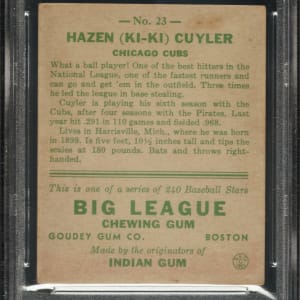 — No. 23 —
HAZEN (KI-KI) CUYLER
CHICAGO CUBS
What a ball player! One of the best hitters in the
National League, one of the fastest runners and
can go and get 'em in the outfield. Three times
he led the league in base stealing.
Cuyler is playing his sixth season with the
Cubs, after four seasons with the Pirates. Last
year hit .291 in 110 games and fielded .968.
Lives in Harrisville, Mich., where he was born
in 1899. Is five feet, 10½ inches tall and tips the
scales at 180 pounds. Bats and throws right-
handed.
This is one of a series of 240 Baseball Stars
BIG LEAGUE
CHEWING GUM
GOUDEY GUM CO. BOSTON
Made by the originators of
INDIAN GUM